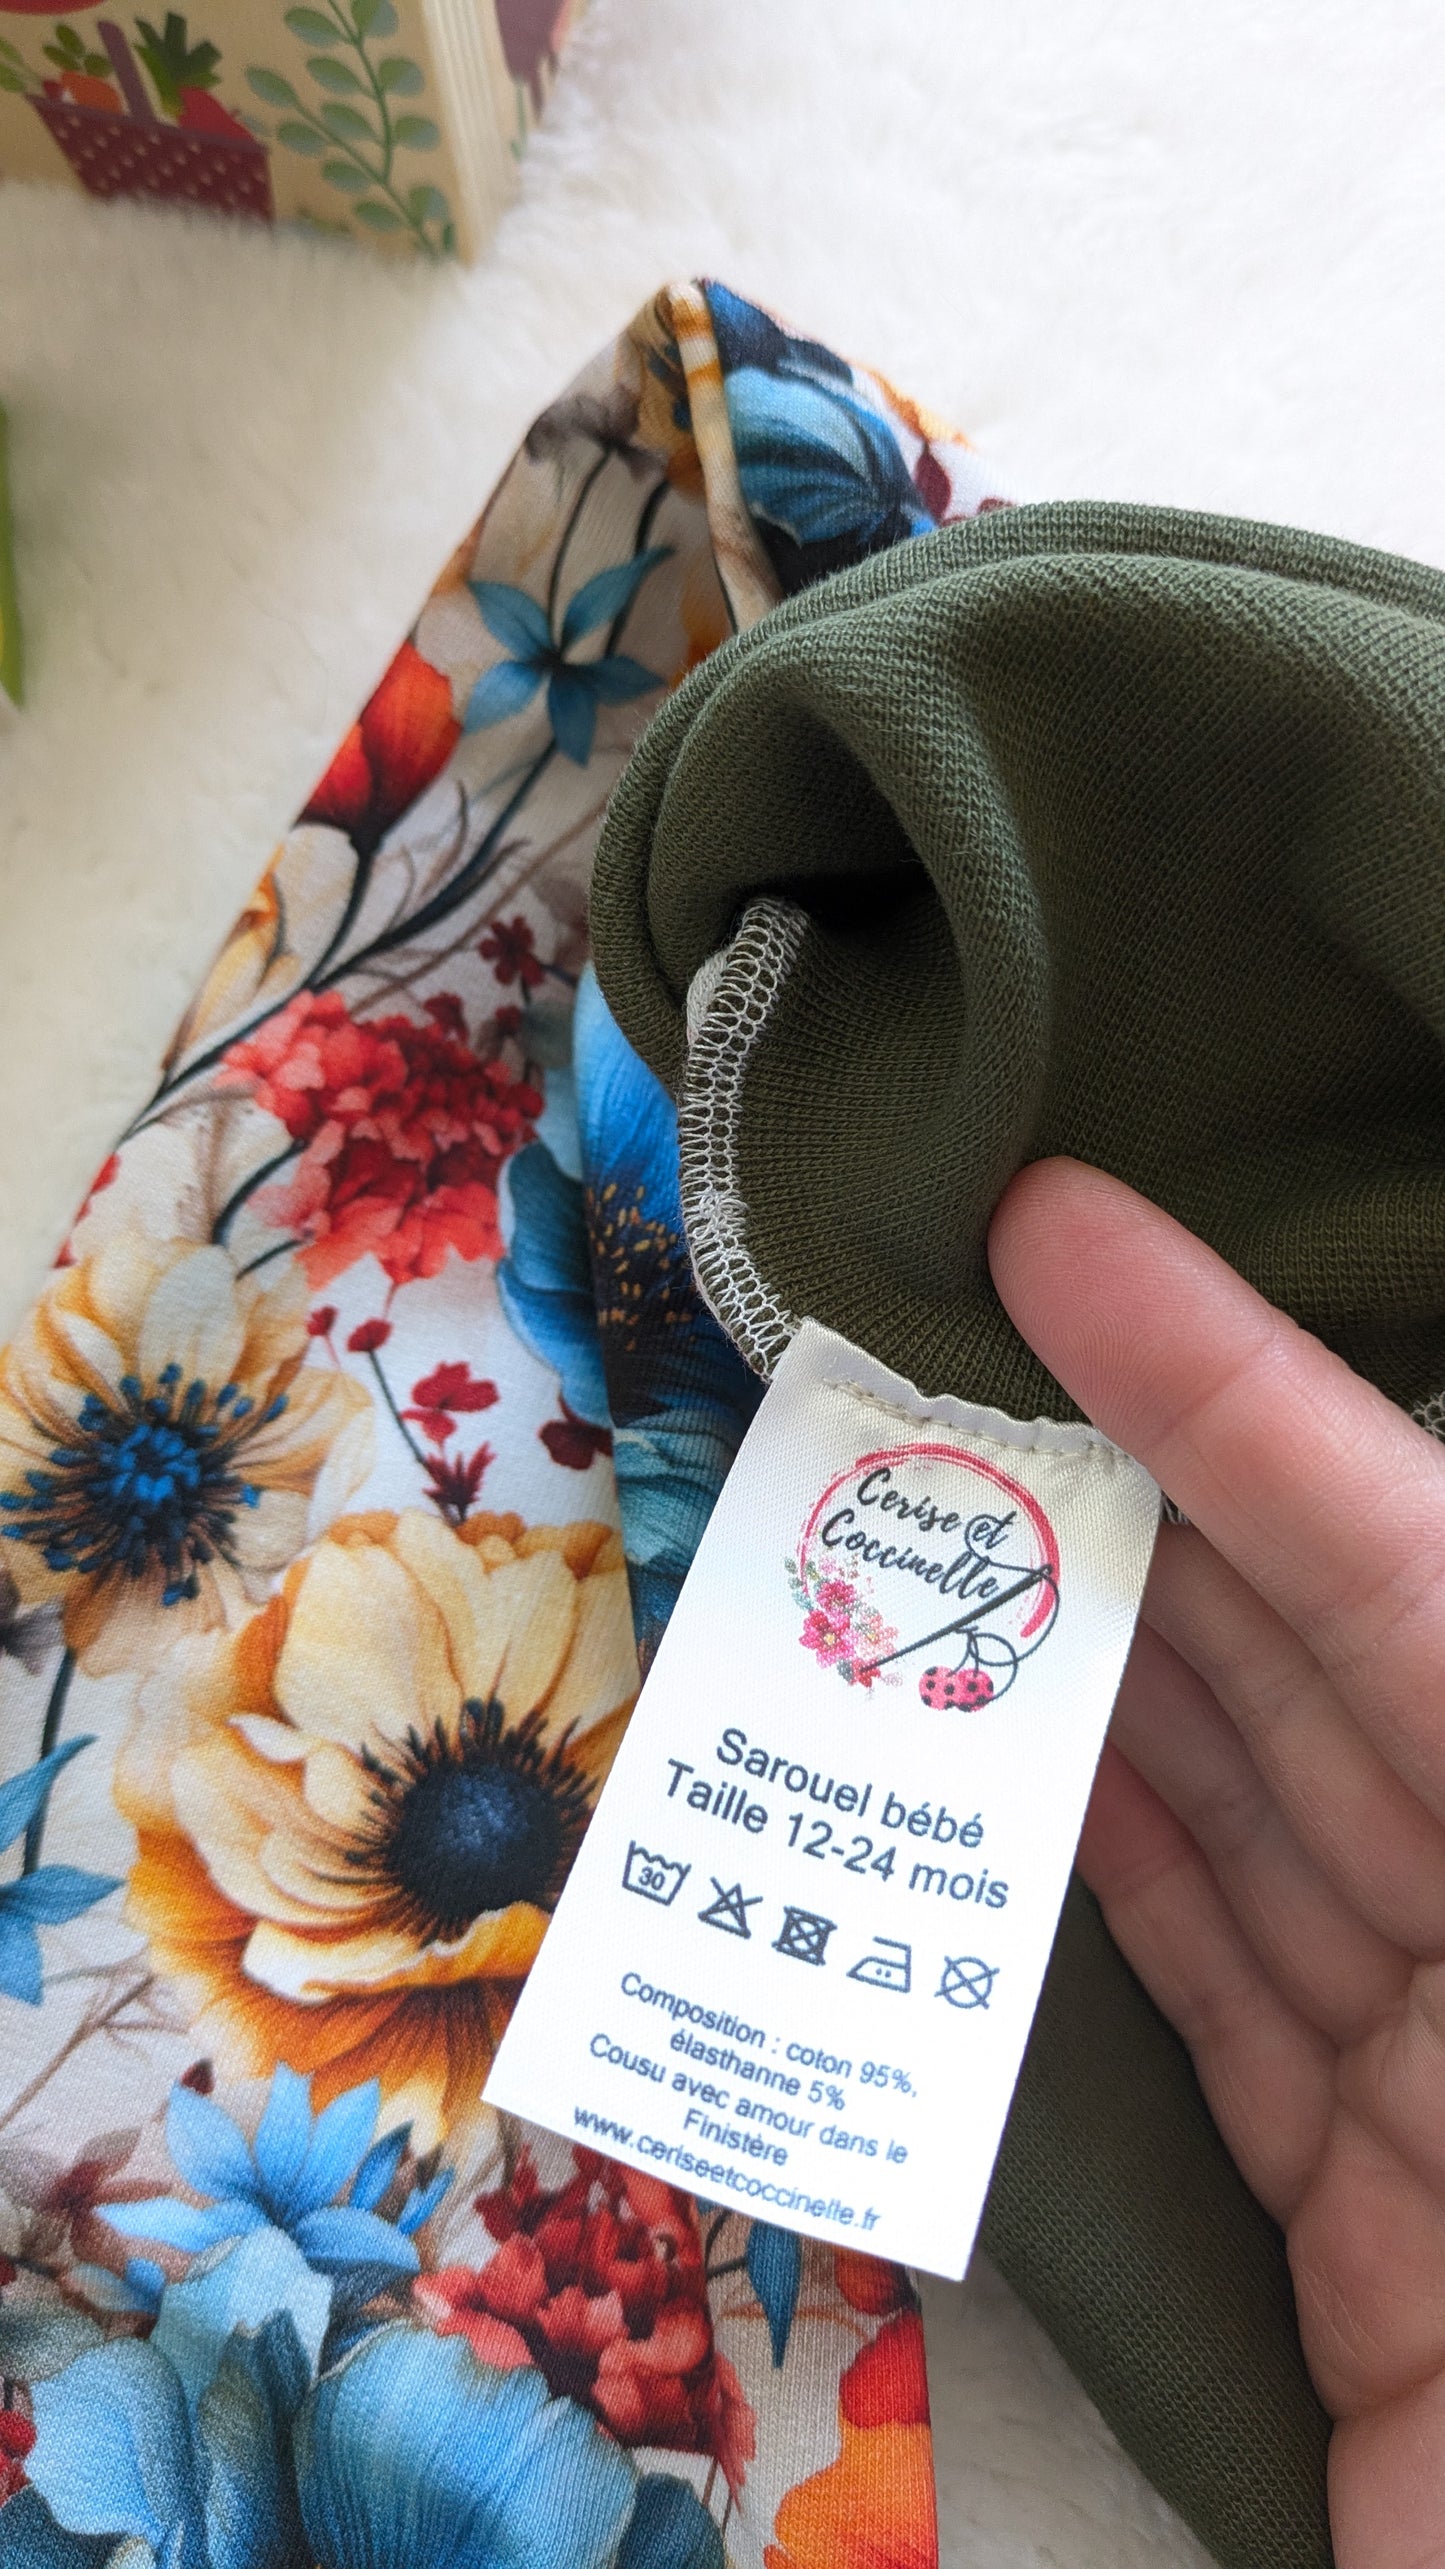 Cerise et
Coccinelle
Sarouel bébé
Taille 12-24 mois
30
Composition : coton 95%,
élasthanne 5%
Cousu avec amour dans le
Finistère
www.ceriseetcoccinelle.fr